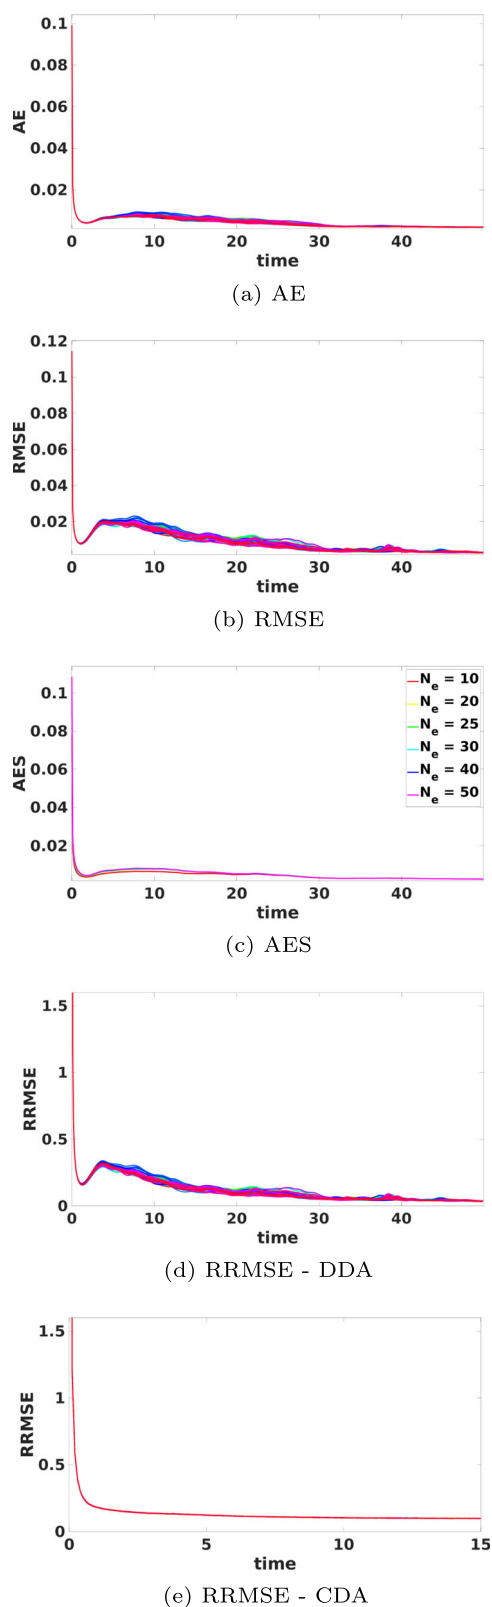 0.1
0.08
0.06
0.04
0.02
AE
0 10 20 30 40
time
(a) AE
0.12
0.1
0.08
0.06
0.04
0.02
RMSE
0 10 20 30 40
time
(b) RMSE
0.1
0.08
0.06
0.04
0.02
AES
N_e = 10
N_e = 20
N_e = 25
N_e = 30
N_e = 40
N_e = 50
0 10 20 30 40
time
(c) AES
1.5
1
0.5
0
RRMSE
0 10 20 30 40
time
(d) RRMSE - DDA
1.5
1
0.5
0
RRMSE
0 5 10 15
time
(e) RRMSE - CDA